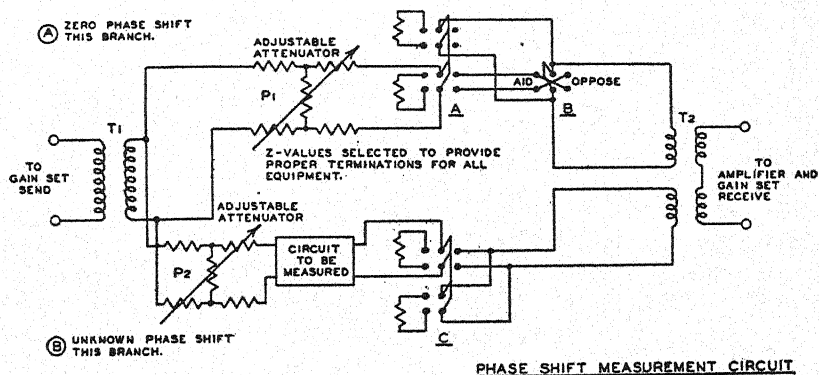 A ZERO PHASE SHIFT
THIS BRANCH.
ADJUSTABLE
ATTENUATOR
P1
A
AID
OPPOSE
B
T1
T2
Z-VALUES SELECTED TO PROVIDE
PROPER TERMINATIONS FOR ALL
EQUIPMENT.
TO
GAIN SET
SEND
TO
AMPLIFIER AND
GAIN SET
RECEIVE
ADJUSTABLE
ATTENUATOR
P2
CIRCUIT
TO BE
MEASURED
C
B UNKNOWN PHASE SHIFT
THIS BRANCH.
PHASE SHIFT MEASUREMENT CIRCUIT